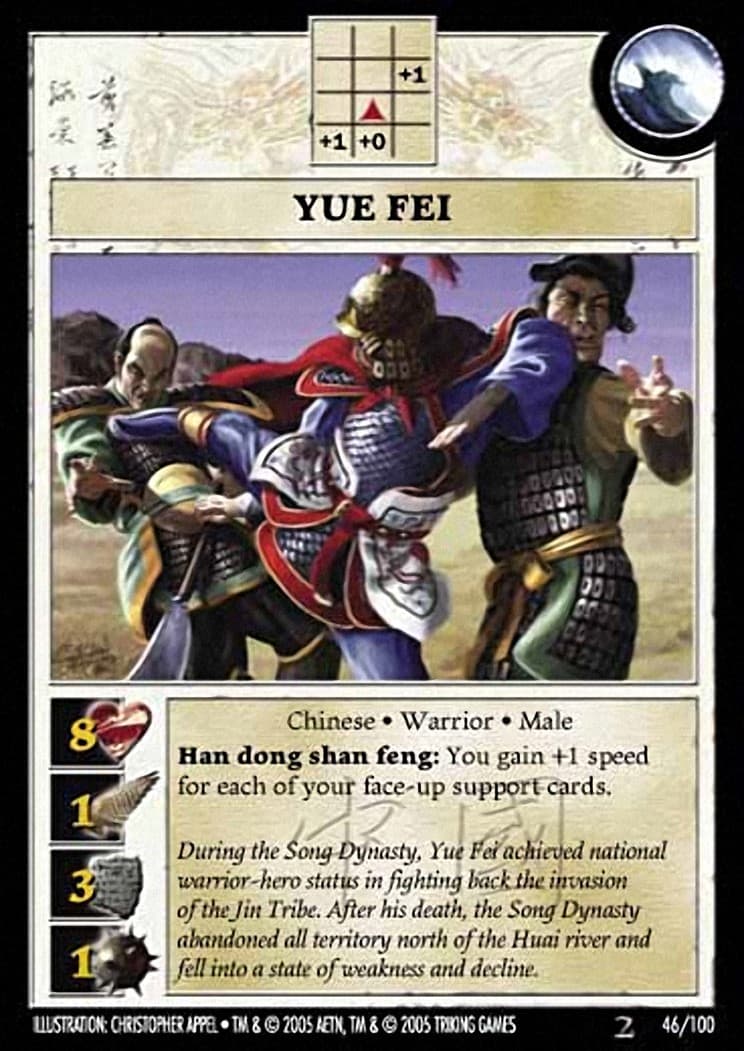 +1
+1 +0
YUE FEI
8
1
3
1
Chinese • Warrior • Male
Han dong shan feng: You gain +1 speed
for each of your face-up support cards.
中國
During the Song Dynasty, Yue Fei achieved national
warrior-hero status in fighting back the invasion
of the Jin Tribe. After his death, the Song Dynasty
abandoned all territory north of the Huai river and
fell into a state of weakness and decline.
ILLUSTRATION: CHRISTOPHER APPEL • TM & © 2005 AETN, TM & © 2005 TRIKING GAMES 2 46/100